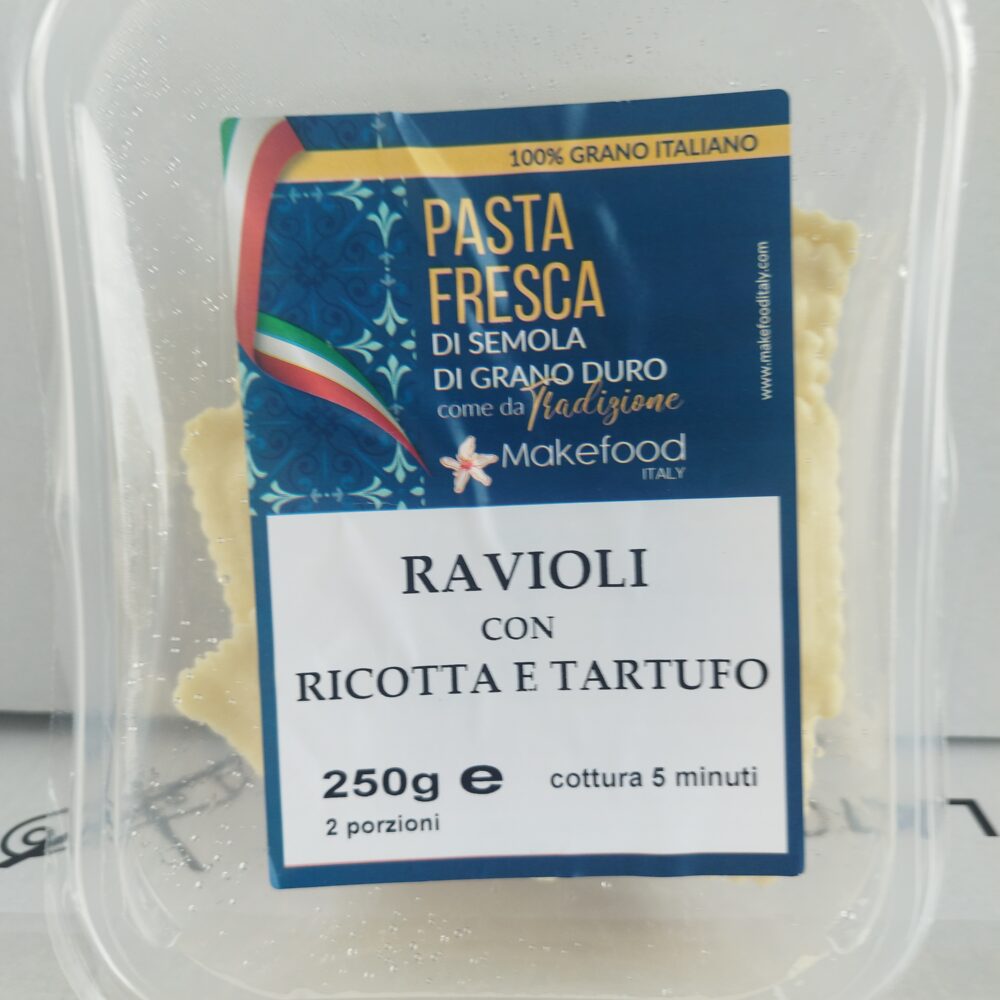 100% GRANO ITALIANO
PASTA
FRESCA
DI SEMOLA
DI GRANO DURO
come da Tradizione
Makefood
ITALY
www.makefooditaly.com
RAVIOLI
CON
RICOTTA E TARTUFO
250g e cottura 5 minuti
2 porzioni